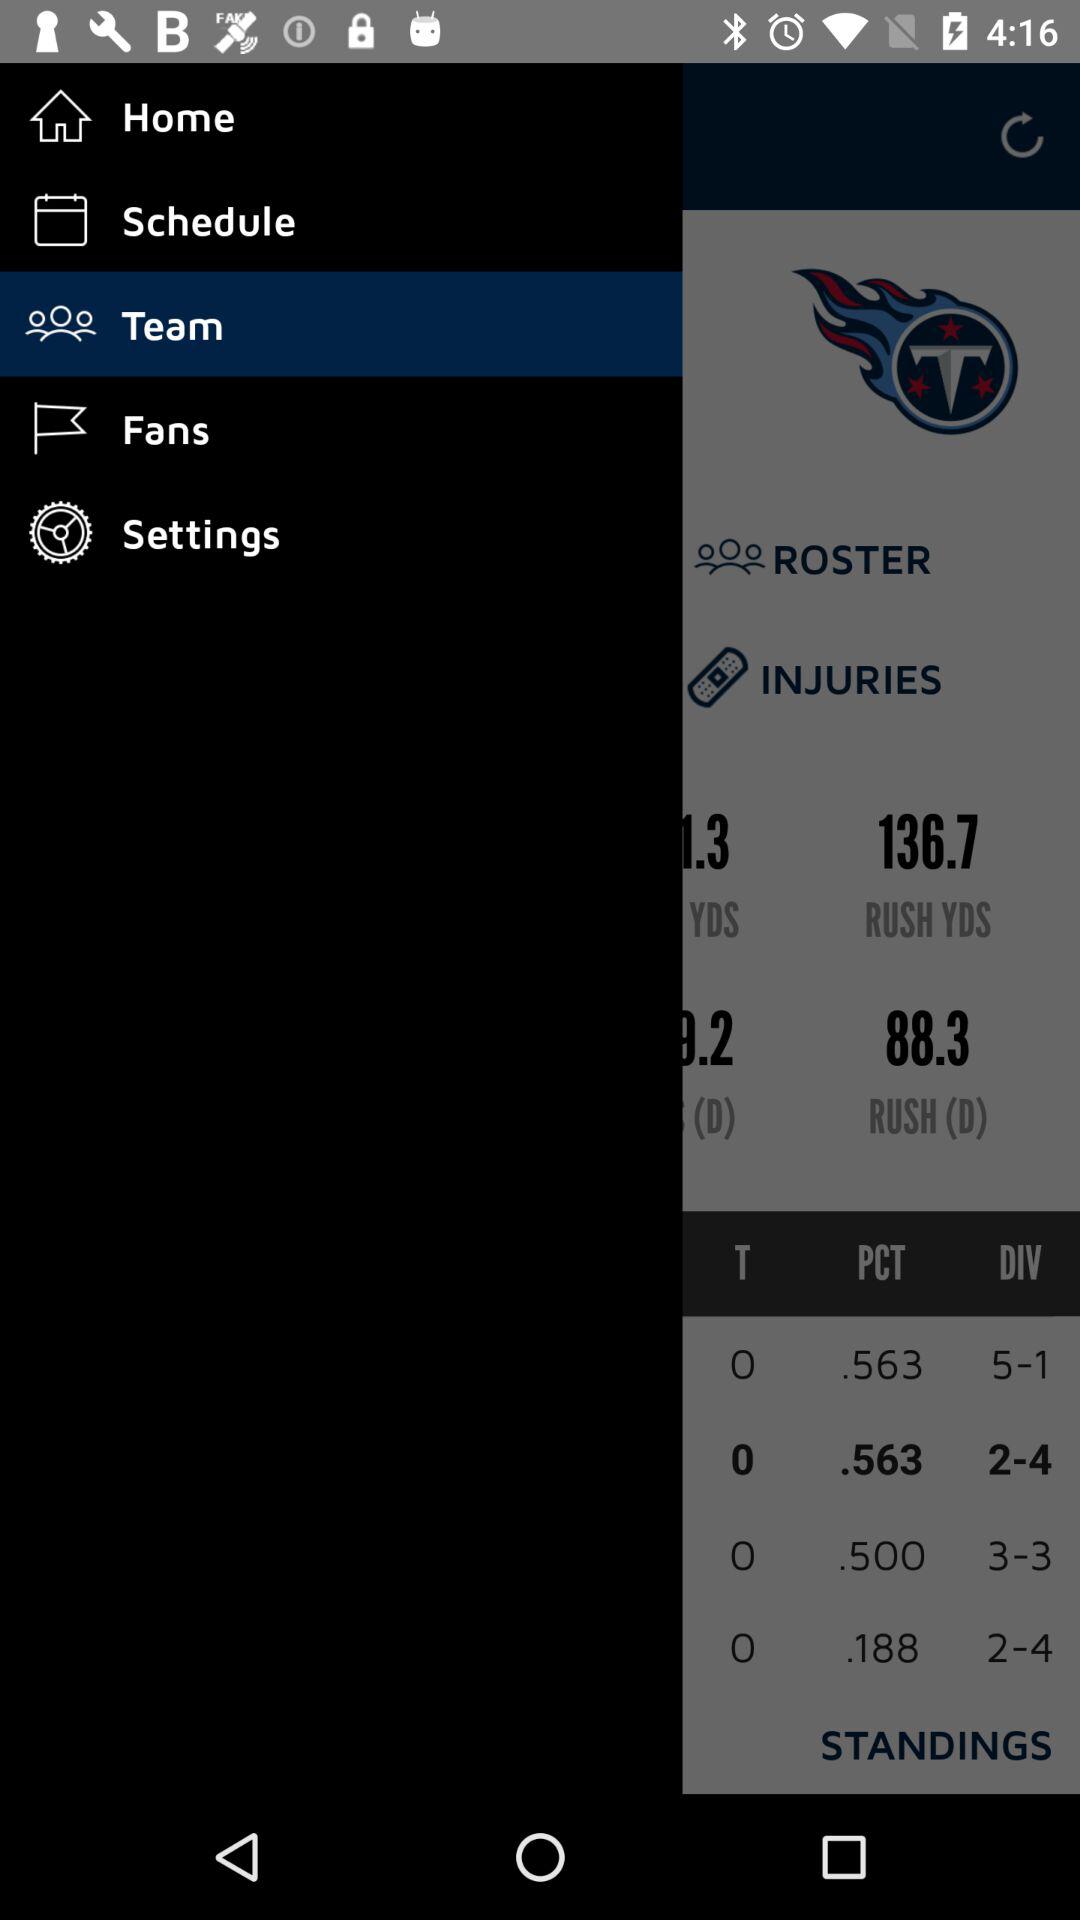 B FAKE 4:16
Home
Schedule
Team
Fans
Settings
T
ROSTER
INJURIES
1.3 136.7
YDS RUSH YDS
9.2 88.3
(D) RUSH (D)
T PCT DIV
0 .563 5-1
0 .563 2-4
0 .500 3-3
0 .188 2-4
STANDINGS